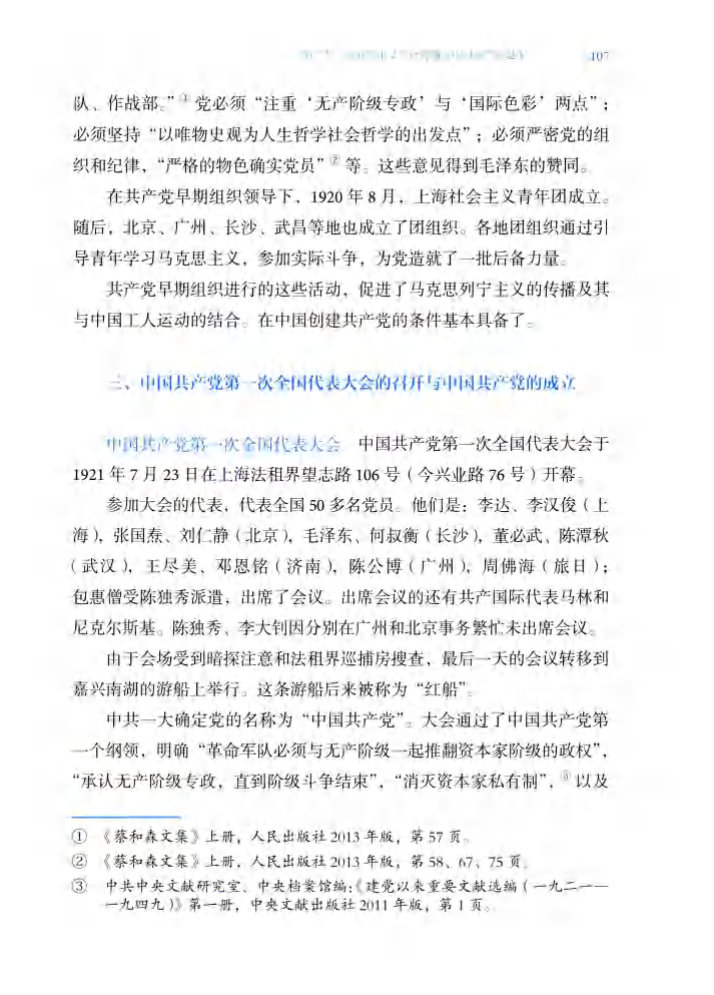 107
队、作战部。”①党必须“注重‘无产阶级专政’与‘国际色彩’两点”；
必须坚持“以唯物史观为人生哲学社会哲学的出发点”；必须严密党的组
织和纪律，“严格的物色确实党员”②等。这些意见得到毛泽东的赞同。
在共产党早期组织领导下，1920年8月，上海社会主义青年团成立。
随后，北京、广州、长沙、武昌等地也成立了团组织。各地团组织通过引
导青年学习马克思主义，参加实际斗争，为党造就了一批后备力量。
共产党早期组织进行的这些活动，促进了马克思列宁主义的传播及其
与中国工人运动的结合。在中国创建共产党的条件基本具备了。
三、中国共产党第一次全国代表大会的召开与中国共产党的成立
中国共产党第一次全国代表大会 中国共产党第一次全国代表大会于
1921年7月23日在上海法租界望志路106号（今兴业路76号）开幕。
参加大会的代表，代表全国50多名党员。他们是：李达、李汉俊（上
海），张国焘、刘仁静（北京），毛泽东、何叔衡（长沙），董必武、陈潭秋
（武汉），王尽美、邓恩铭（济南），陈公博（广州），周佛海（旅日）；
包惠僧受陈独秀派遣，出席了会议。出席会议的还有共产国际代表马林和
尼克尔斯基。陈独秀、李大钊因分别在广州和北京事务繁忙未出席会议。
由于会场受到暗探注意和法租界巡捕房搜查，最后一天的会议转移到
嘉兴南湖的游船上举行。这条游船后来被称为“红船”。
中共一大确定党的名称为“中国共产党”。大会通过了中国共产党第
一个纲领，明确“革命军队必须与无产阶级一起推翻资本家阶级的政权”，
“承认无产阶级专政，直到阶级斗争结束”，“消灭资本家私有制”，③以及
① 《蔡和森文集》上册，人民出版社2013年版，第57页。
② 《蔡和森文集》上册，人民出版社2013年版，第58、67、75页。
③ 中共中央文献研究室、中央档案馆编：《建党以来重要文献选编（一九二一—
一九四九）》第一册，中央文献出版社2011年版，第1页。